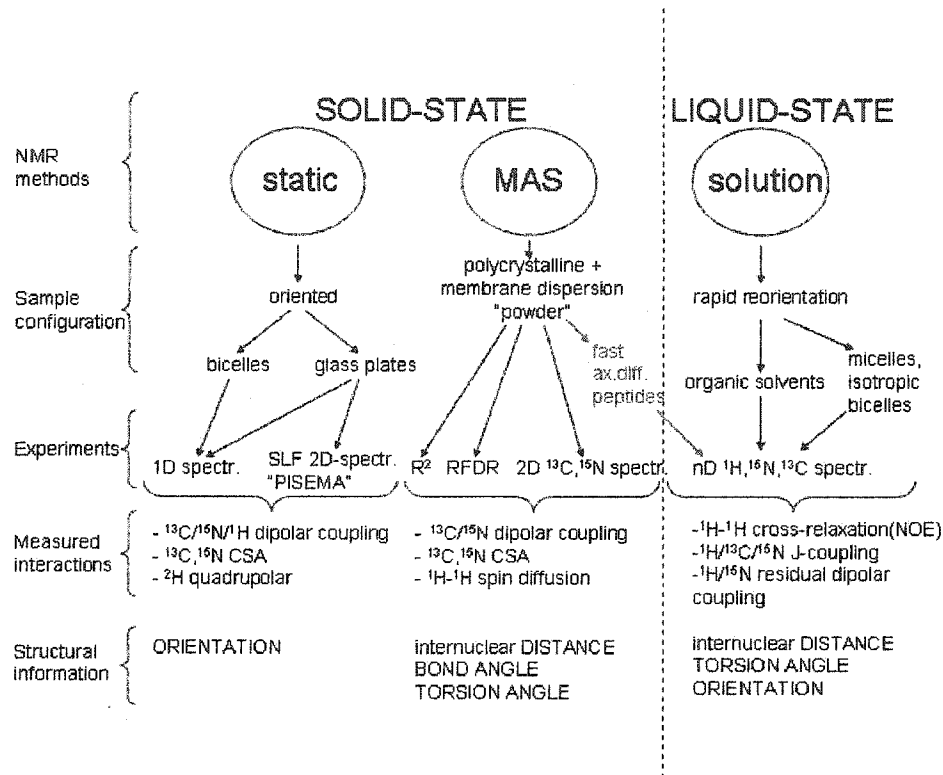 SOLID-STATE
LIQUID-STATE
NMR
methods
static
MAS
solution
Sample
configuration
oriented
bicelles
glass plates
polycrystalline +
membrane dispersion
"powder"
fast
ax.diff.
peptides
rapid reorientation
organic solvents
micelles,
isotropic
bicelles
Experiments
1D spectr.
SLF 2D-spectr.
"PISEMA"
R²
RFDR
2D ¹³C,¹⁵N spectr.
nD ¹H,¹⁵N,¹³C spectr.
Measured
interactions
- ¹³C/¹⁵N/¹H dipolar coupling
- ¹³C,¹⁵N CSA
- ²H quadrupolar
- ¹³C/¹⁵N dipolar coupling
- ¹³C,¹⁵N CSA
- ¹H-¹H spin diffusion
-¹H-¹H cross-relaxation(NOE)
-¹H/¹³C/¹⁵N J-coupling
-¹H/¹⁵N residual dipolar
coupling
Structural
information
ORIENTATION
internuclear DISTANCE
BOND ANGLE
TORSION ANGLE
internuclear DISTANCE
TORSION ANGLE
ORIENTATION